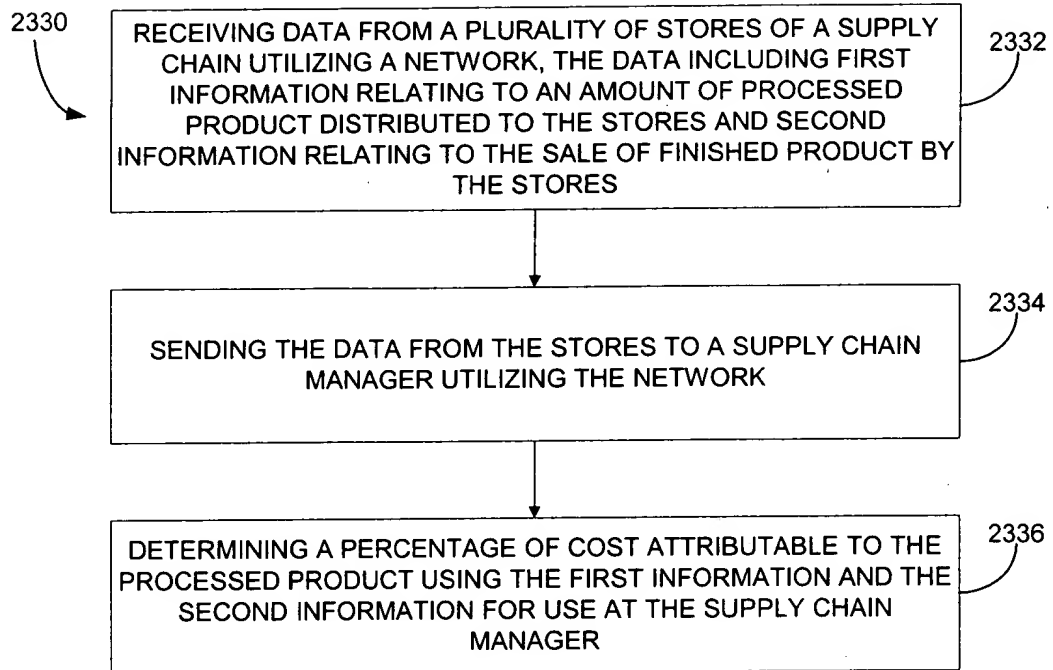 2330
RECEIVING DATA FROM A PLURALITY OF STORES OF A SUPPLY
CHAIN UTILIZING A NETWORK, THE DATA INCLUDING FIRST
INFORMATION RELATING TO AN AMOUNT OF PROCESSED
PRODUCT DISTRIBUTED TO THE STORES AND SECOND
INFORMATION RELATING TO THE SALE OF FINISHED PRODUCT BY
THE STORES
2332
SENDING THE DATA FROM THE STORES TO A SUPPLY CHAIN
MANAGER UTILIZING THE NETWORK
2334
DETERMINING A PERCENTAGE OF COST ATTRIBUTABLE TO THE
PROCESSED PRODUCT USING THE FIRST INFORMATION AND THE
SECOND INFORMATION FOR USE AT THE SUPPLY CHAIN
MANAGER
2336